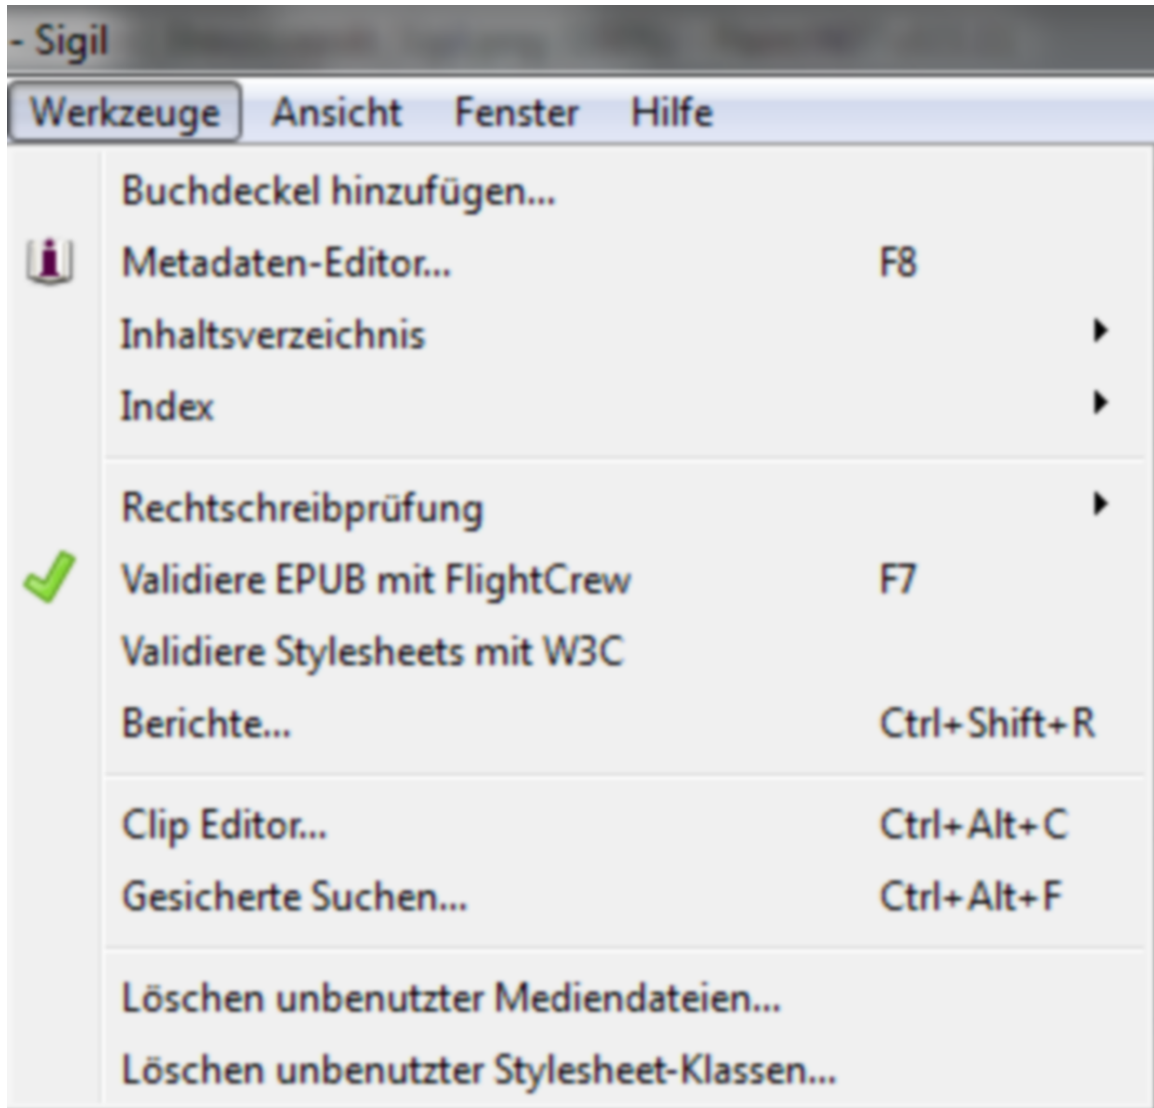 - Sigil
Werkzeuge Ansicht Fenster Hilfe
Buchdeckel hinzufügen...
Metadaten-Editor... F8
Inhaltsverzeichnis
Index
Rechtschreibprüfung
Validiere EPUB mit FlightCrew F7
Validiere Stylesheets mit W3C
Berichte... Ctrl+Shift+R
Clip Editor... Ctrl+Alt+C
Gesicherte Suchen... Ctrl+Alt+F
Löschen unbenutzter Mediendateien...
Löschen unbenutzter Stylesheet-Klassen...